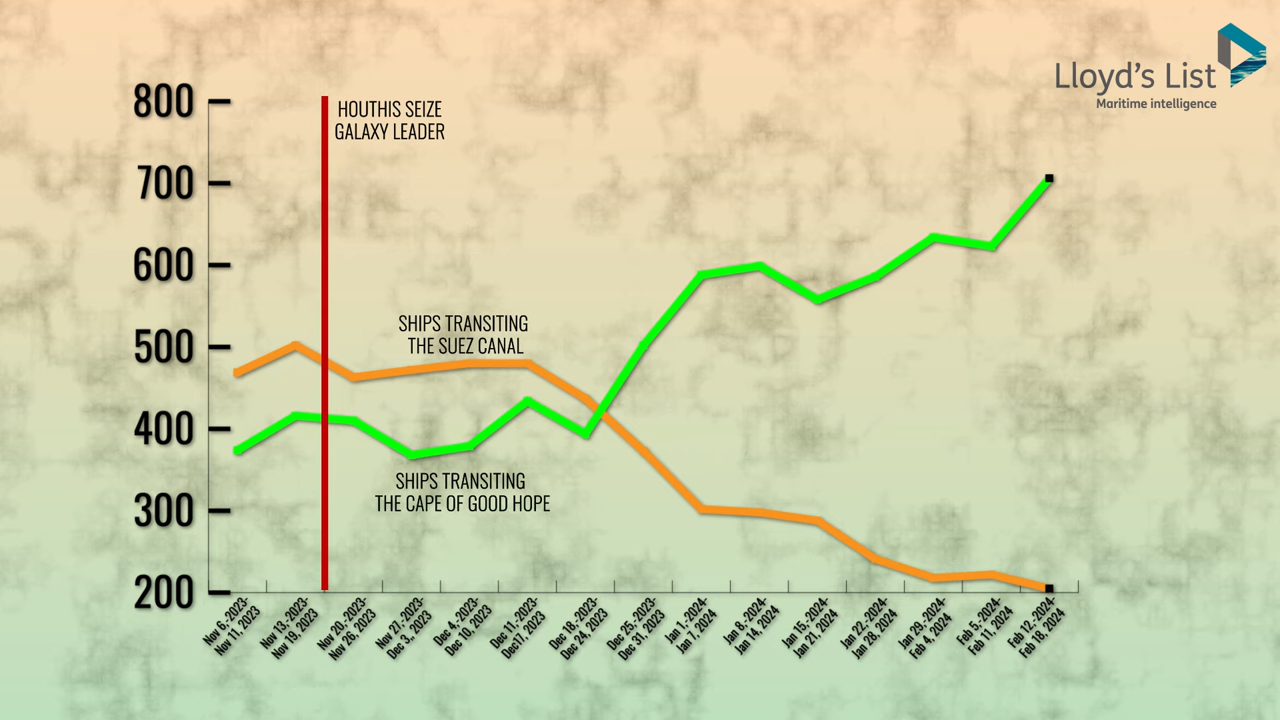 Lloyd's List
Maritime intelligence
800
700
600
500
400
300
200
HOUTHIS SEIZE
GALAXY LEADER
SHIPS TRANSITING
THE SUEZ CANAL
SHIPS TRANSITING
THE CAPE OF GOOD HOPE
Nov 6, 2023-
Nov 11, 2023
Nov 13, 2023-
Nov 19, 2023
Nov 20, 2023-
Nov 26, 2023
Nov 27, 2023-
Dec 3, 2023
Dec 4, 2023-
Dec 10, 2023
Dec 11, 2023-
Dec17, 2023
Dec 18, 2023-
Dec 24, 2023
Dec 25, 2023-
Dec 31, 2023
Jan 1, 2024-
Jan 1, 2024
Jan 8, 2024-
Jan 14, 2024
Jan 15, 2024-
Jan 21, 2024
Jan 22, 2024-
Jan 28, 2024
Jan 29, 2024-
Feb 4, 2024
Feb 5, 2024-
Feb 11, 2024
Feb 12, 2024-
Feb 18, 2024